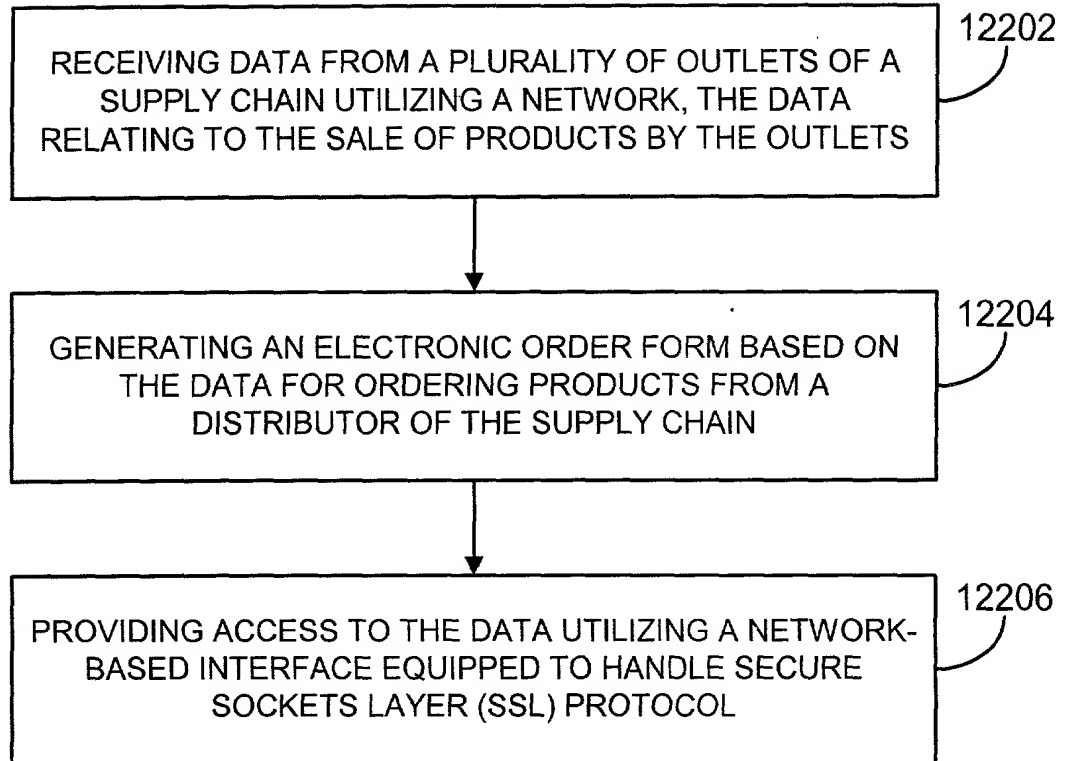 12202
RECEIVING DATA FROM A PLURALITY OF OUTLETS OF A
SUPPLY CHAIN UTILIZING A NETWORK, THE DATA
RELATING TO THE SALE OF PRODUCTS BY THE OUTLETS
12204
GENERATING AN ELECTRONIC ORDER FORM BASED ON
THE DATA FOR ORDERING PRODUCTS FROM A
DISTRIBUTOR OF THE SUPPLY CHAIN
12206
PROVIDING ACCESS TO THE DATA UTILIZING A NETWORK-
BASED INTERFACE EQUIPPED TO HANDLE SECURE
SOCKETS LAYER (SSL) PROTOCOL